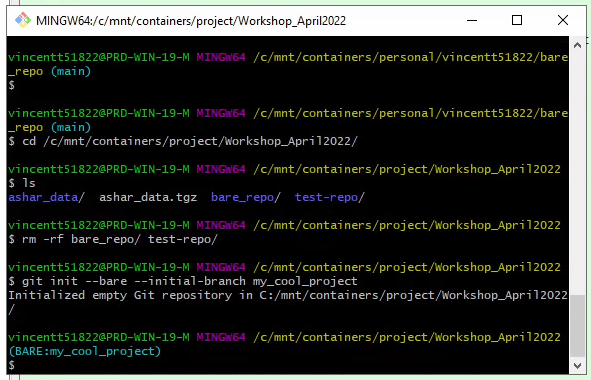 MINGW64:/c/mnt/containers/project/Workshop_April2022
vincentt51822@PRD-WIN-19-M MINGW64 /c/mnt/containers/personal/vincentt51822/bare
_repo (main)
$
vincentt51822@PRD-WIN-19-M MINGW64 /c/mnt/containers/personal/vincentt51822/bare
_repo (main)
$ cd /c/mnt/containers/project/Workshop_April2022/
vincentt51822@PRD-WIN-19-M MINGW64 /c/mnt/containers/project/Workshop_April2022
$ ls
ashar_data/  ashar_data.tgz  bare_repo/  test-repo/
vincentt51822@PRD-WIN-19-M MINGW64 /c/mnt/containers/project/Workshop_April2022
$ rm -rf bare_repo/ test-repo/
vincentt51822@PRD-WIN-19-M MINGW64 /c/mnt/containers/project/Workshop_April2022
$ git init --bare --initial-branch my_cool_project
Initialized empty Git repository in C:/mnt/containers/project/Workshop_April2022
/
vincentt51822@PRD-WIN-19-M MINGW64 /c/mnt/containers/project/Workshop_April2022
(BARE:my_cool_project)
$